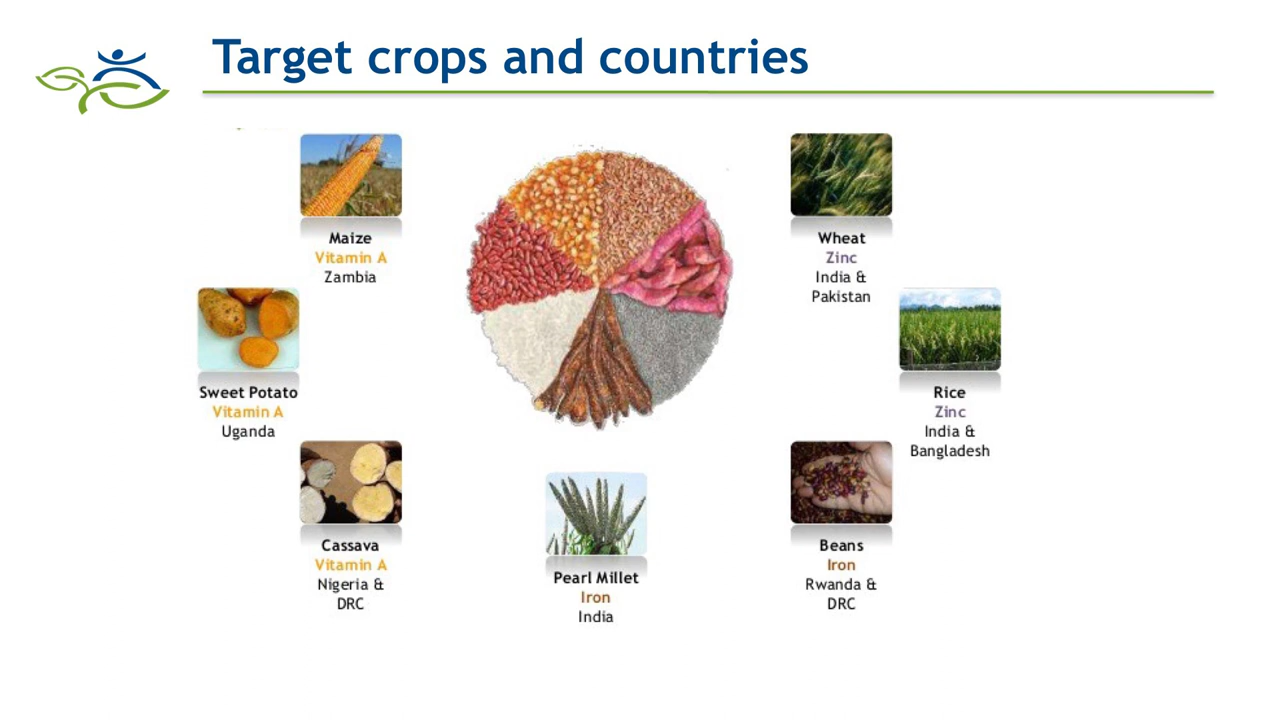 Target crops and countries
Maize
Vitamin A
Zambia
Wheat
Zinc
India &
Pakistan
Sweet Potato
Vitamin A
Uganda
Rice
Zinc
India &
Bangladesh
Cassava
Vitamin A
Nigeria &
DRC
Pearl Millet
Iron
India
Beans
Iron
Rwanda &
DRC